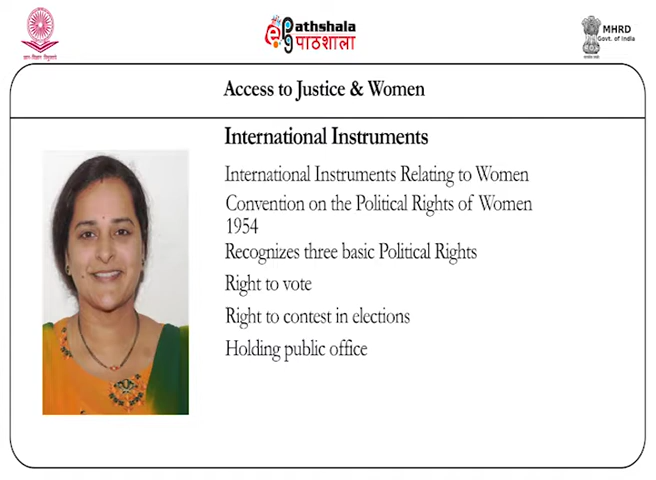 Pathshala
पाठशाला
MHRD
Govt. of India
Access to Justice & Women
International Instruments
International Instruments Relating to Women
Convention on the Political Rights of Women
1954
Recognizes three basic Political Rights
Right to vote
Right to contest in elections
Holding public office